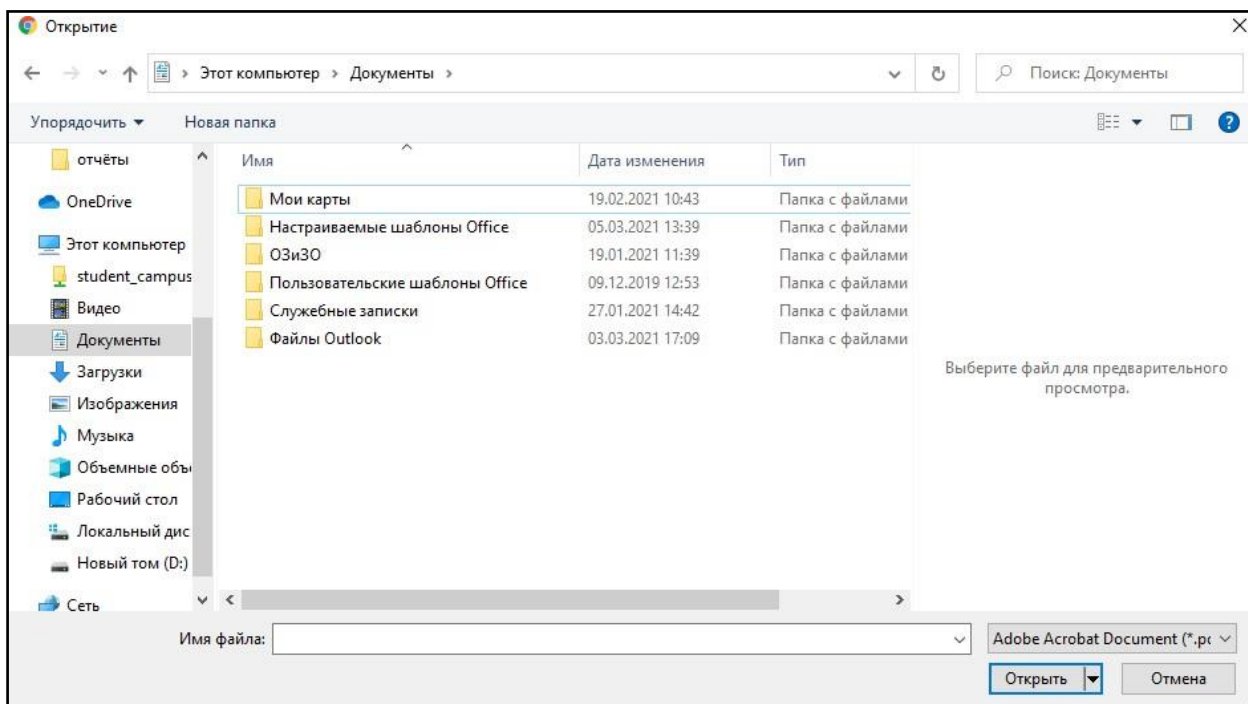 Открытие
Этот компьютер > Документы >
Поиск: Документы
Упорядочить Новая папка
Имя Дата изменения Тип
отчёты
OneDrive
Этот компьютер
student_campus
Видео
Документы
Загрузки
Изображения
Музыка
Объемные объ
Рабочий стол
Локальный дис
Новый том (D:)
Сеть
Мои карты 19.02.2021 10:43 Папка с файлами
Настраиваемые шаблоны Office 05.03.2021 13:39 Папка с файлами
ОЗиЗО 19.01.2021 11:39 Папка с файлами
Пользовательские шаблоны Office 09.12.2019 12:53 Папка с файлами
Служебные записки 27.01.2021 14:42 Папка с файлами
Файлы Outlook 03.03.2021 17:09 Папка с файлами
Выберите файл для предварительного
просмотра.
Имя файла:
Adobe Acrobat Document (*.pd
Открыть Отмена